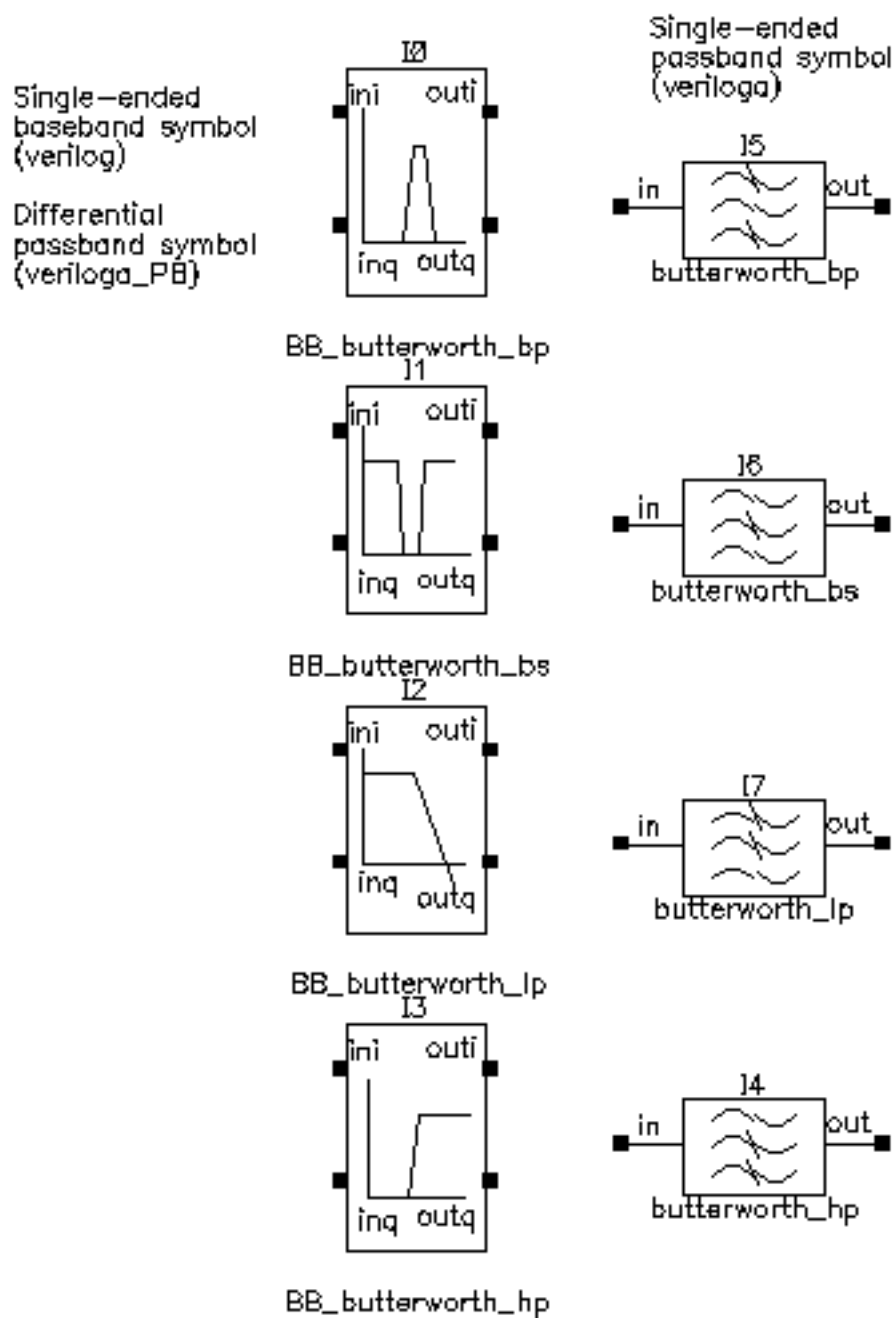 Single-ended
baseband symbol
(verilog)
Differential
passband symbol
(veriloga_PB)
Single-ended
passband symbol
(veriloga)
I0
ini outi
inq outq
BB_butterworth_bp
I5
in out
butterworth_bp
I1
ini outi
inq outq
BB_butterworth_bs
I6
in out
butterworth_bs
I2
ini outi
inq outq
BB_butterworth_lp
I7
in out
butterworth_lp
I3
ini outi
inq outq
BB_butterworth_hp
I4
in out
butterworth_hp